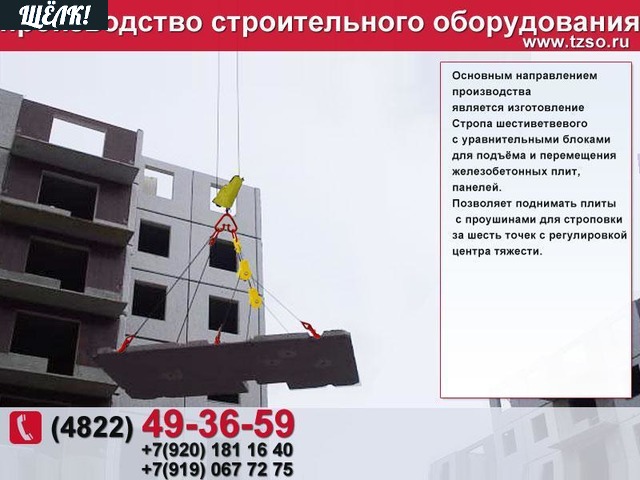 ЩЁЛК!
производство строительного оборудования
www.tzso.ru
Основным направлением
производства
является изготовление
Стропа шестиветвевого
с уравнительными блоками
для подъёма и перемещения
железобетонных плит,
панелей.
Позволяет поднимать плиты
с проушинами для строповки
за шесть точек с регулировкой
центра тяжести.
(4822) 49-36-59
+7(920) 181 16 40
+7(919) 067 72 75